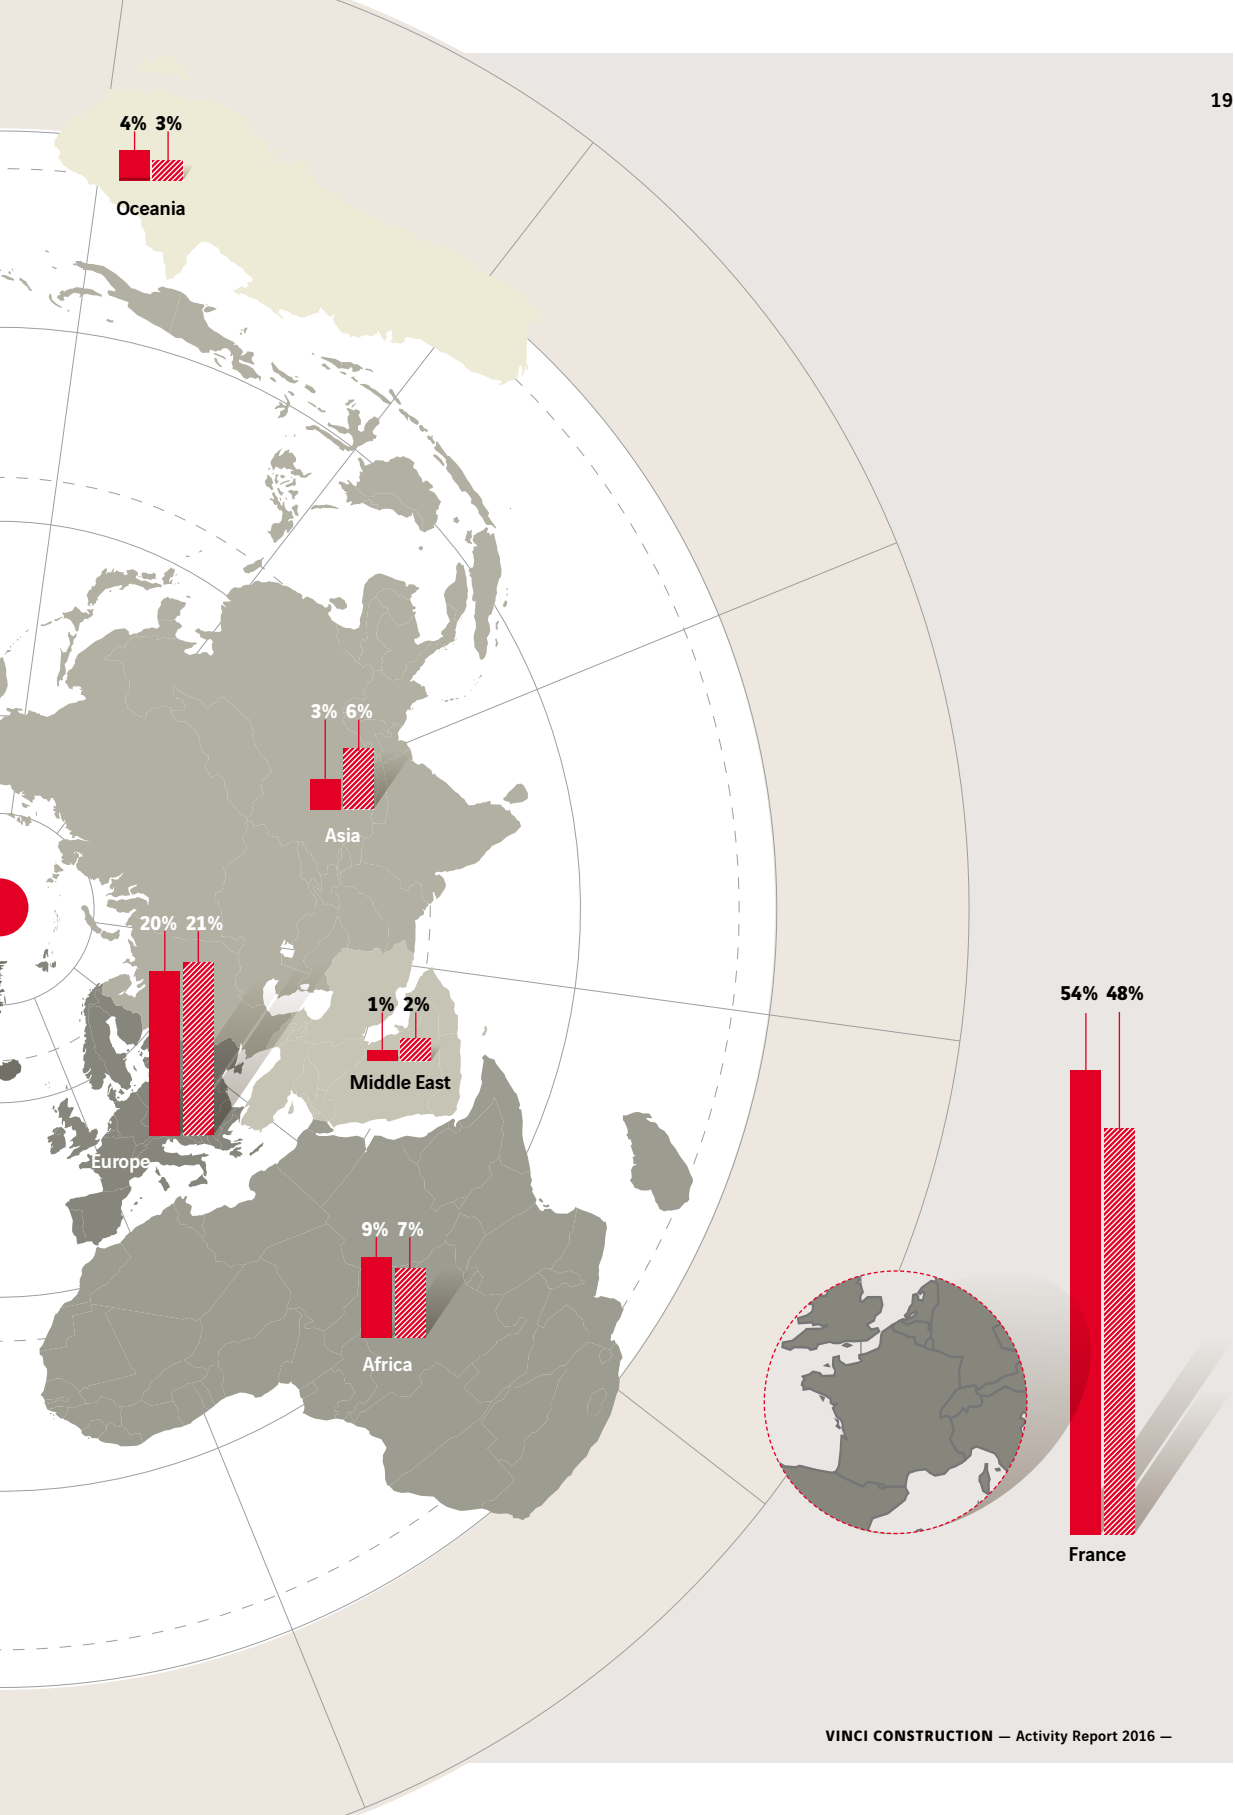 19
4% 3%
Oceania
3% 6%
Asia
20% 21%
Europe
1% 2%
Middle East
54% 48%
France
9% 7%
Africa
VINCI CONSTRUCTION — Activity Report 2016 —